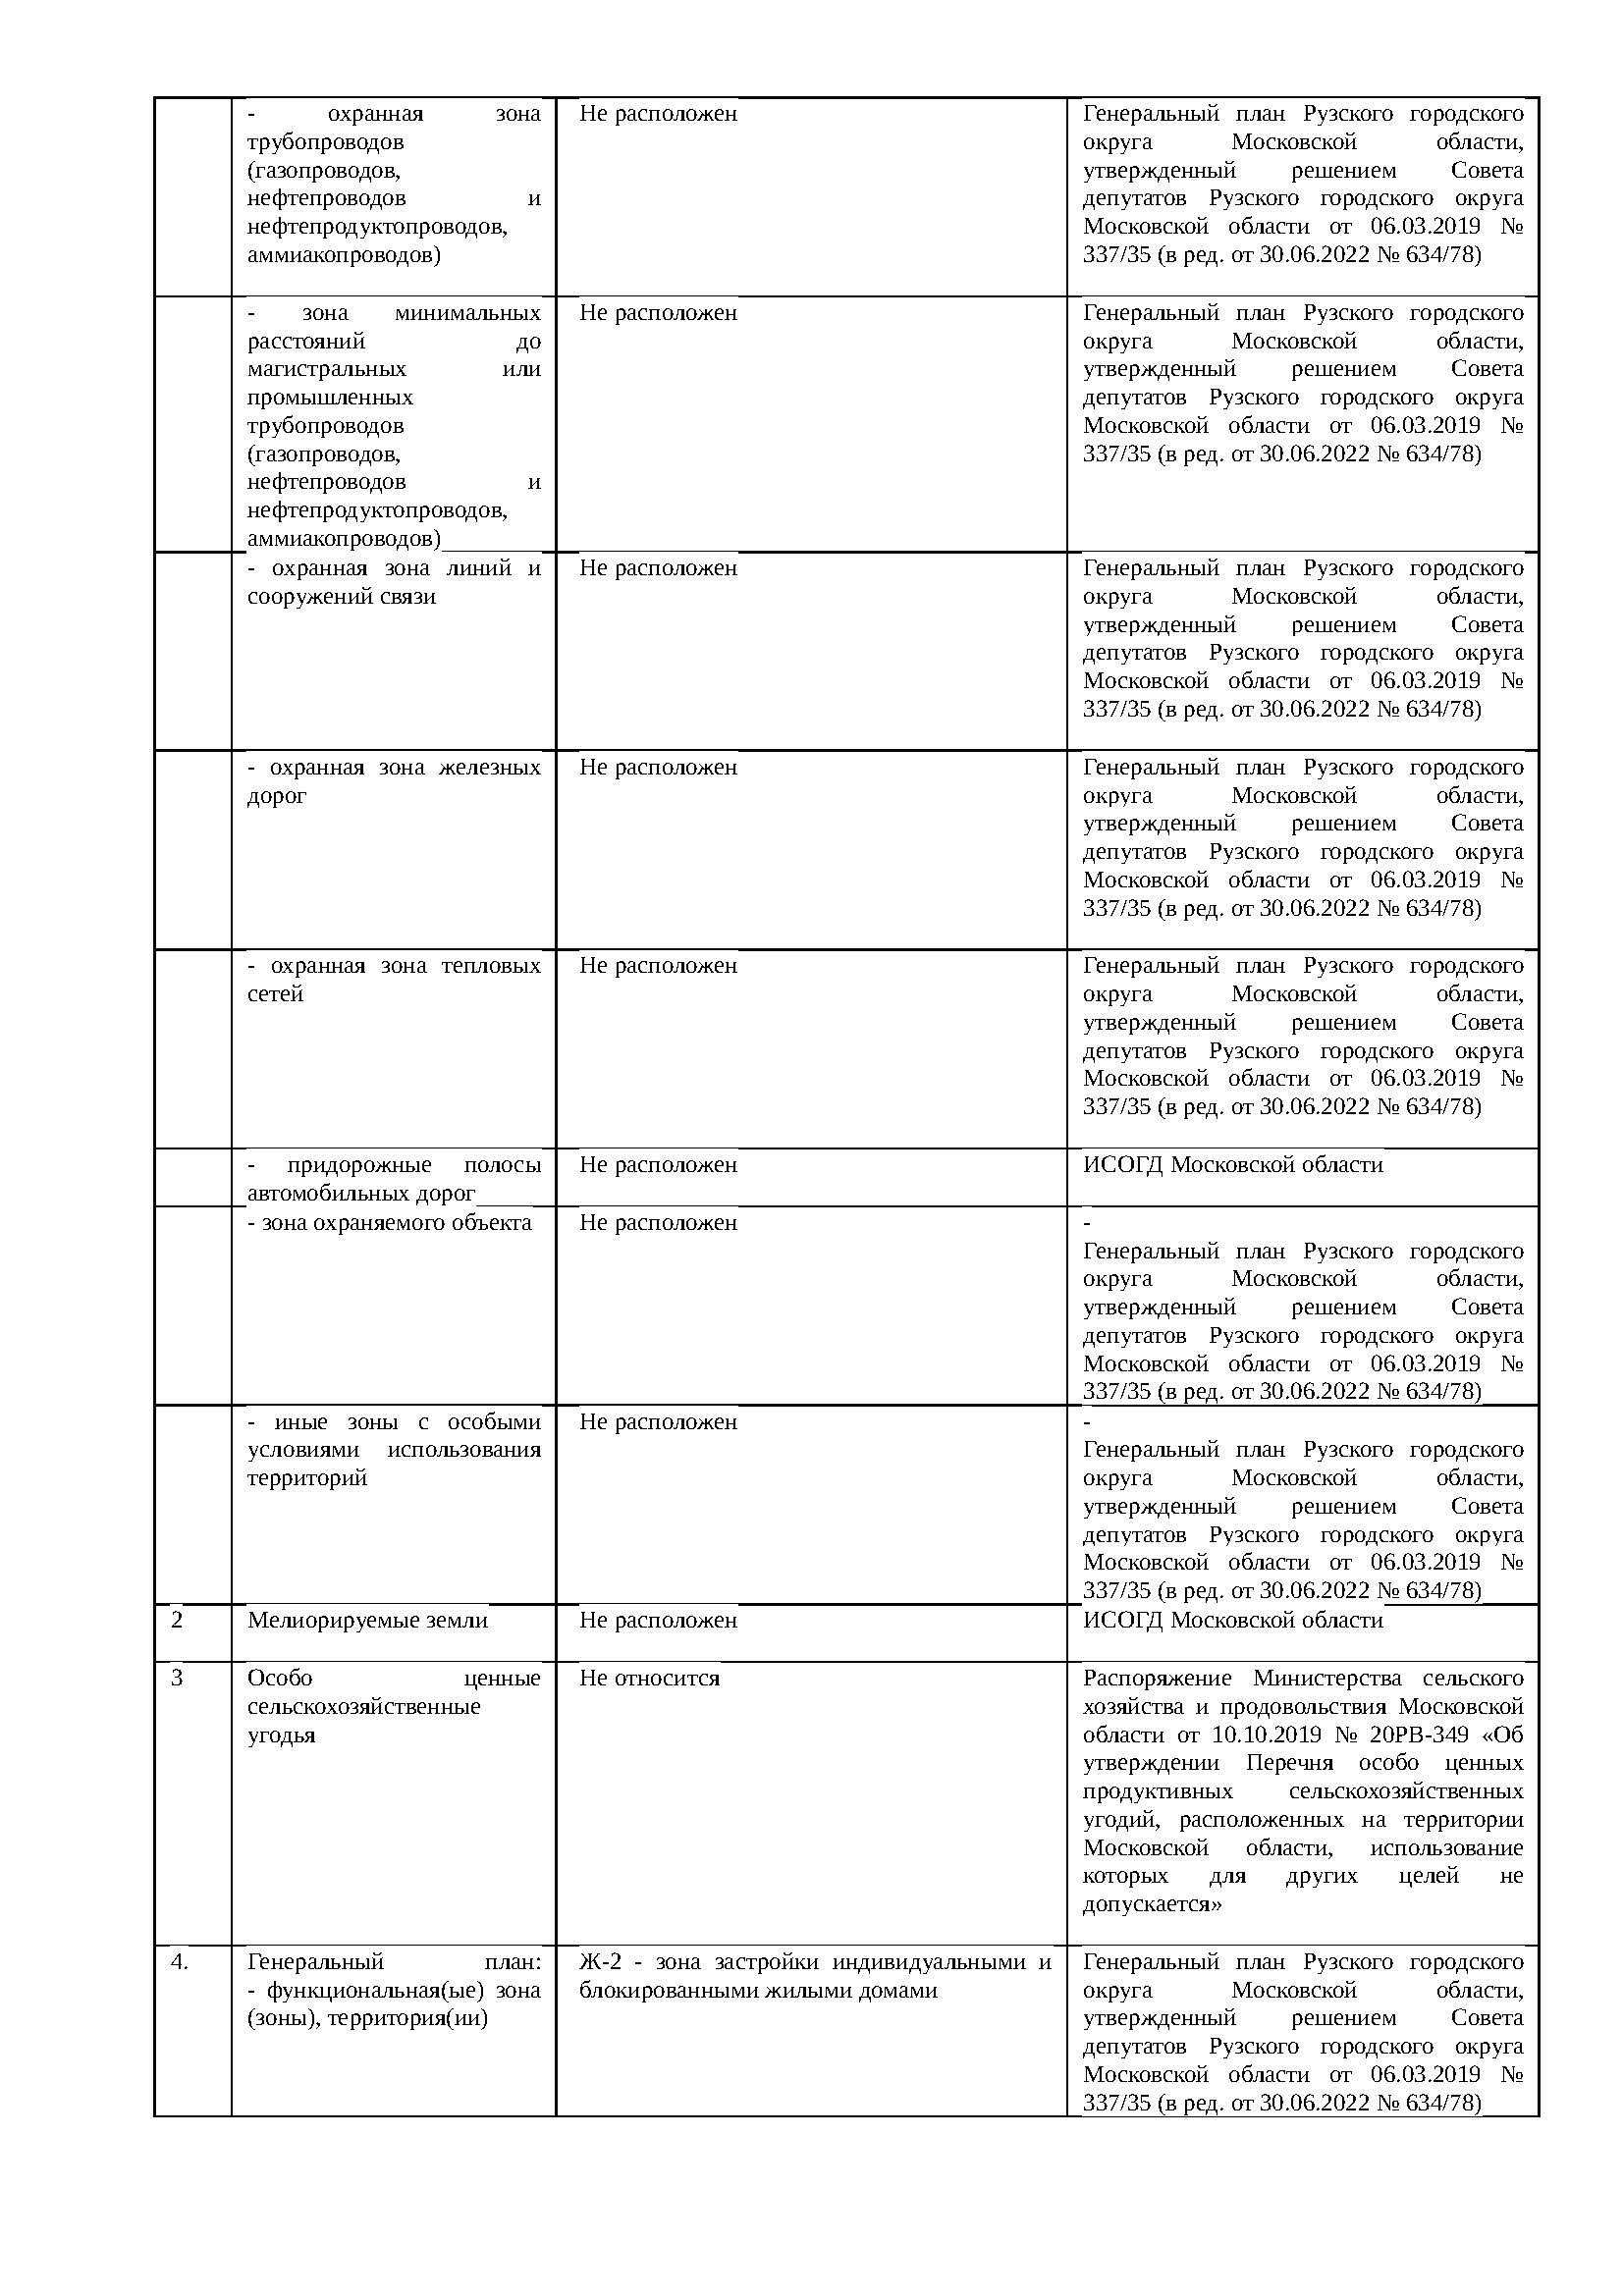 - охранная зона
трубопроводов
(газопроводов,
нефтепроводов и
нефтепродуктопроводов,
аммиакопроводов)
Не расположен
Генеральный план Рузского городского
округа Московской области,
утвержденный решением Совета
депутатов Рузского городского округа
Московской области от 06.03.2019 №
337/35 (в ред. от 30.06.2022 № 634/78)
- зона минимальных
расстояний до
магистральных или
промышленных
трубопроводов
(газопроводов,
нефтепроводов и
нефтепродуктопроводов,
аммиакопроводов)
Не расположен
Генеральный план Рузского городского
округа Московской области,
утвержденный решением Совета
депутатов Рузского городского округа
Московской области от 06.03.2019 №
337/35 (в ред. от 30.06.2022 № 634/78)
- охранная зона линий и
сооружений связи
Не расположен
Генеральный план Рузского городского
округа Московской области,
утвержденный решением Совета
депутатов Рузского городского округа
Московской области от 06.03.2019 №
337/35 (в ред. от 30.06.2022 № 634/78)
- охранная зона железных
дорог
Не расположен
Генеральный план Рузского городского
округа Московской области,
утвержденный решением Совета
депутатов Рузского городского округа
Московской области от 06.03.2019 №
337/35 (в ред. от 30.06.2022 № 634/78)
- охранная зона тепловых
сетей
Не расположен
Генеральный план Рузского городского
округа Московской области,
утвержденный решением Совета
депутатов Рузского городского округа
Московской области от 06.03.2019 №
337/35 (в ред. от 30.06.2022 № 634/78)
- придорожные полосы
автомобильных дорог
Не расположен
ИСОГД Московской области
- зона охраняемого объекта
Не расположен
-
Генеральный план Рузского городского
округа Московской области,
утвержденный решением Совета
депутатов Рузского городского округа
Московской области от 06.03.2019 №
337/35 (в ред. от 30.06.2022 № 634/78)
- иные зоны с особыми
условиями использования
территорий
Не расположен
-
Генеральный план Рузского городского
округа Московской области,
утвержденный решением Совета
депутатов Рузского городского округа
Московской области от 06.03.2019 №
337/35 (в ред. от 30.06.2022 № 634/78)
2
Мелиорируемые земли
Не расположен
ИСОГД Московской области
3
Особо ценные
сельскохозяйственные
угодья
Не относится
Распоряжение Министерства сельского
хозяйства и продовольствия Московской
области от 10.10.2019 № 20РВ-349 «Об
утверждении Перечня особо ценных
продуктивных сельскохозяйственных
угодий, расположенных на территории
Московской области, использование
которых для других целей не
допускается»
4.
Генеральный план:
- функциональная(ые) зона
(зоны), территория(ии)
Ж-2 - зона застройки индивидуальными и
блокированными жилыми домами
Генеральный план Рузского городского
округа Московской области,
утвержденный решением Совета
депутатов Рузского городского округа
Московской области от 06.03.2019 №
337/35 (в ред. от 30.06.2022 № 634/78)